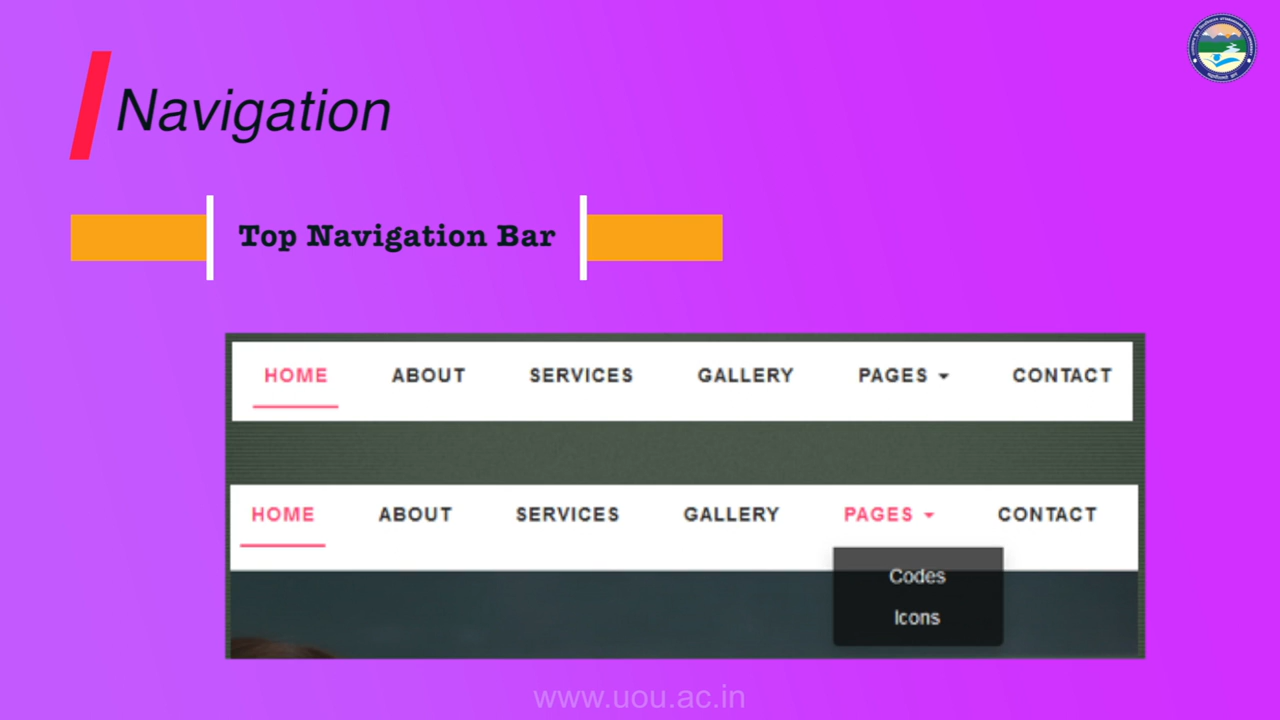 Navigation
Top Navigation Bar
HOME ABOUT SERVICES GALLERY PAGES CONTACT
HOME ABOUT SERVICES GALLERY PAGES CONTACT
Codes
Icons
www.uou.ac.in